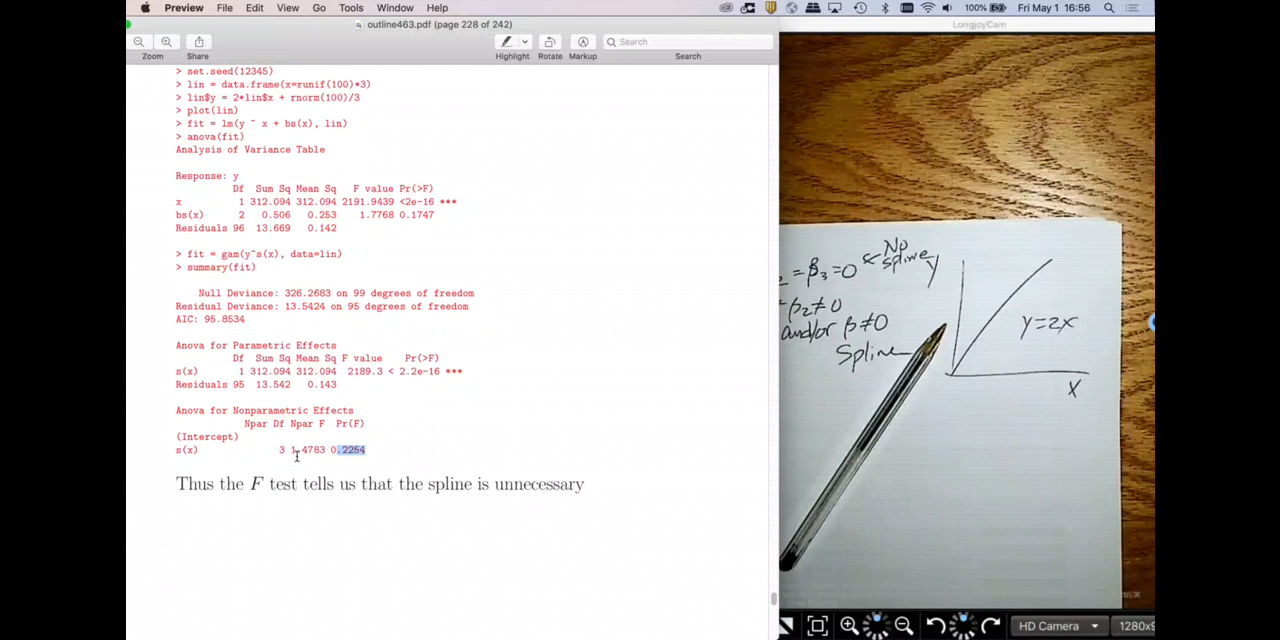 Preview File Edit View Go Tools Window Help
100% Fri May 1 16:56
outline463.pdf (page 228 of 242)
LongjoyCam
Search
Zoom Share Highlight Rotate Markup Search
> set.seed(12345)
> lin = data.frame(x=runif(100)*3)
> lin$y = 2*lin$x + rnorm(100)/3
> plot(lin)
> fit = lm(y ~ x + bs(x), lin)
> anova(fit)
Analysis of Variance Table
Response: y
Df Sum Sq Mean Sq F value Pr(>F)
x 1 312.094 312.094 2191.9439 <2e-16 ***
bs(x) 2 0.506 0.253 1.7768 0.1747
Residuals 96 13.669 0.142
> fit = gam(y~s(x), data=lin)
> summary(fit)
Null Deviance: 326.2683 on 99 degrees of freedom
Residual Deviance: 13.5424 on 95 degrees of freedom
AIC: 95.8534
Anova for Parametric Effects
Df Sum Sq Mean Sq F value Pr(>F)
s(x) 1 312.094 312.094 2189.3 < 2.2e-16 ***
Residuals 95 13.542 0.143
Anova for Nonparametric Effects
Npar Df Npar F Pr(F)
(Intercept)
s(x) 3 1.4783 0.2254
Thus the F test tells us that the spline is unnecessary
2 = β3 = 0 & No spline
β2 ≠ 0
and/or β ≠ 0
Spline
y
y=2x
x
HD Camera